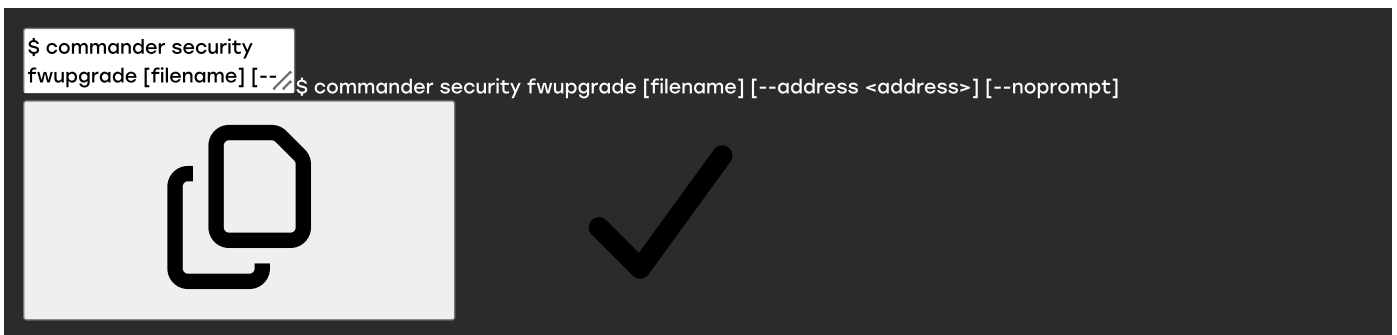 $ commander security
fwupgrade [filename] [--
$ commander security fwupgrade [filename] [--address <address>] [--noprompt]